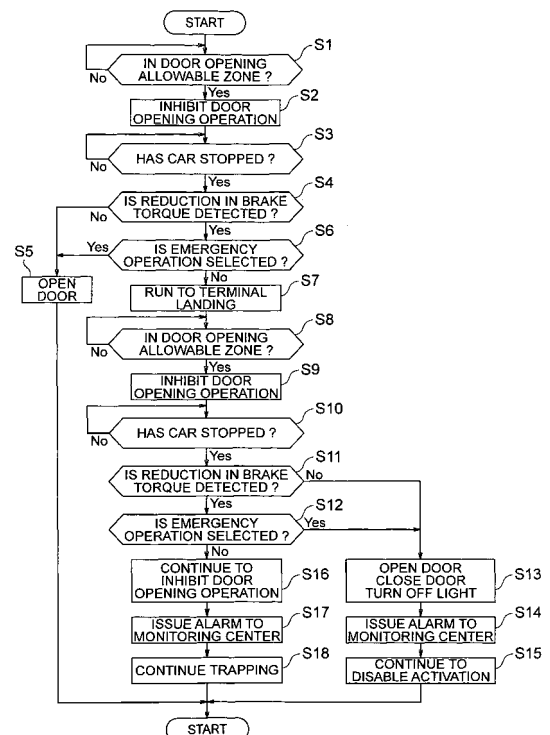 START
S1
IN DOOR OPENING
ALLOWABLE ZONE ?
No
Yes
S2
INHIBIT DOOR
OPENING OPERATION
S3
HAS CAR STOPPED ?
No
Yes
S4
IS REDUCTION IN BRAKE
TORQUE DETECTED ?
No
Yes
S6
IS EMERGENCY
OPERATION SELECTED ?
Yes
No
S5
OPEN
DOOR
S7
RUN TO TERMINAL
LANDING
S8
IN DOOR OPENING
ALLOWABLE ZONE ?
No
Yes
S9
INHIBIT DOOR
OPENING OPERATION
S10
HAS CAR STOPPED ?
No
Yes
S11
IS REDUCTION IN BRAKE
TORQUE DETECTED ?
No
Yes
S12
IS EMERGENCY
OPERATION SELECTED ?
Yes
No
CONTINUE TO
INHIBIT DOOR
OPENING OPERATION
S16
OPEN DOOR
CLOSE DOOR
TURN OFF LIGHT
S13
ISSUE ALARM TO
MONITORING CENTER
S17
ISSUE ALARM TO
MONITORING CENTER
S14
CONTINUE TRAPPING
S18
CONTINUE TO
DISABLE ACTIVATION
S15
START